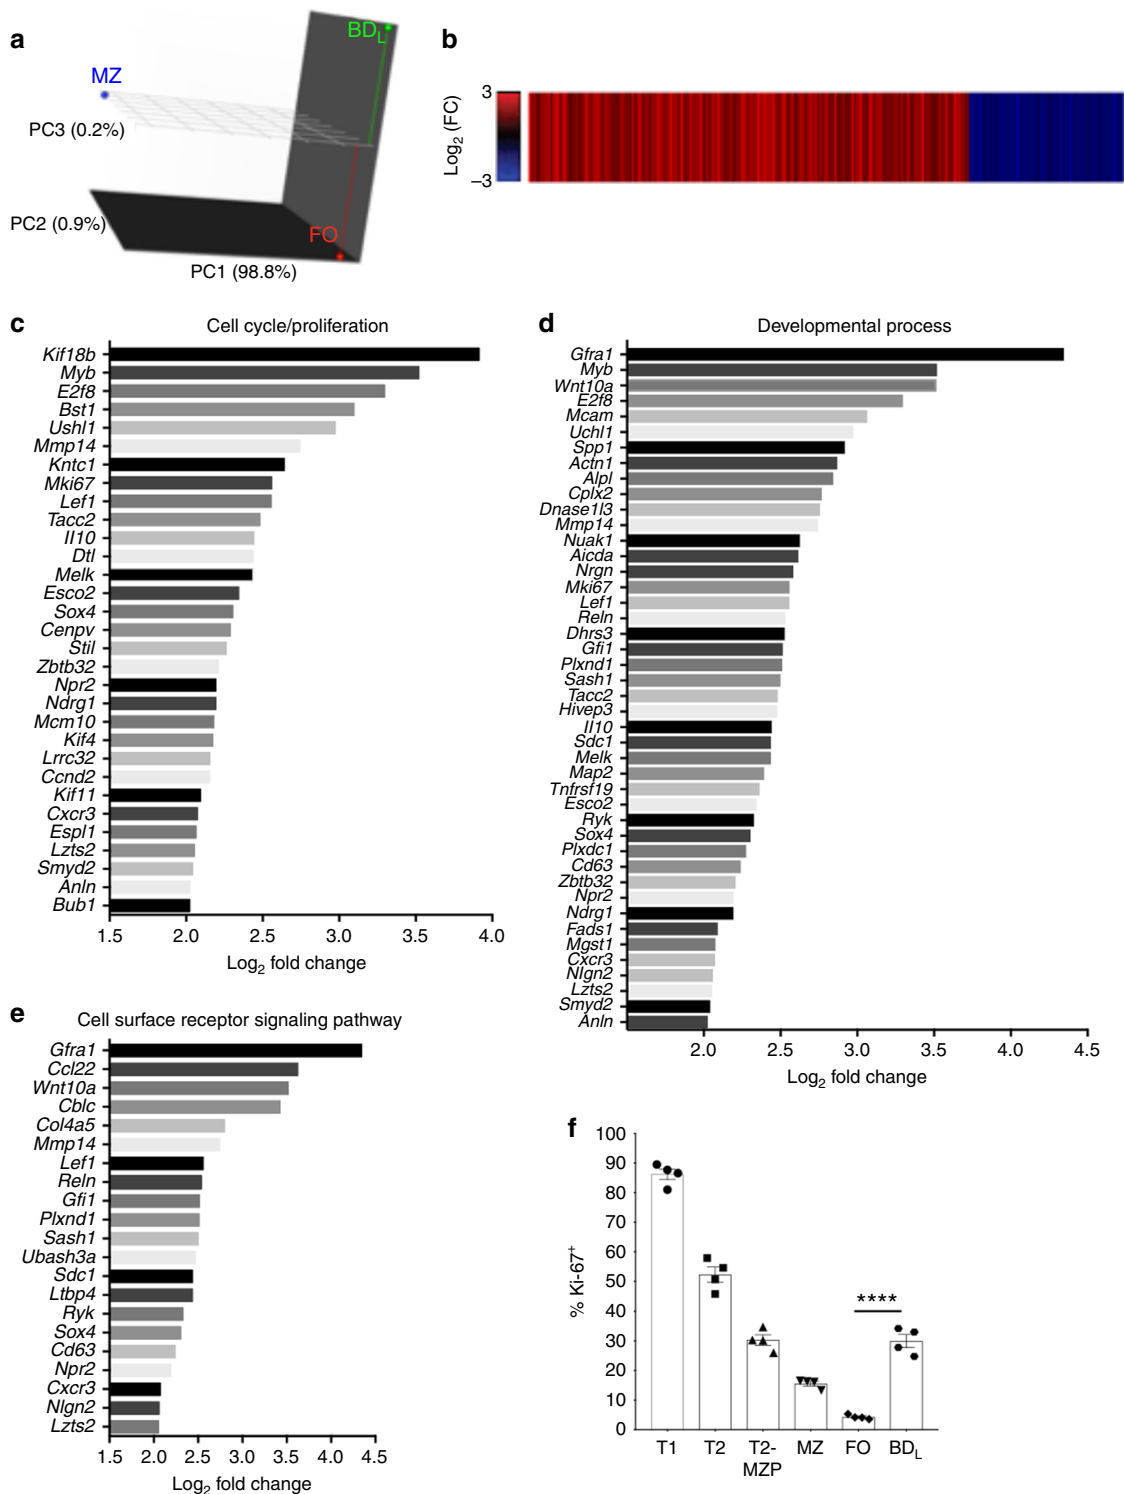 a
BD_L
MZ
PC3 (0.2%)
PC2 (0.9%)
FO
PC1 (98.8%)
b
Log2 (FC)
3
–3
c
Cell cycle/proliferation
Kif18b
Myb
E2f8
Bst1
Ushl1
Mmp14
Kntc1
Mki67
Lef1
Tacc2
Il10
Dtl
Melk
Esco2
Sox4
Cenpv
Stil
Zbtb32
Npr2
Ndrg1
Mcm10
Kif4
Lrrc32
Ccnd2
Kif11
Cxcr3
Espl1
Lzts2
Smyd2
Anln
Bub1
1.5 2.0 2.5 3.0 3.5 4.0
Log2 fold change
d
Developmental process
Gfra1
Myb
Wnt10a
E2f8
Mcam
Uchl1
Spp1
Actn1
Alpl
Cplx2
Dnase1l3
Mmp14
Nuak1
Aicda
Nrgn
Mki67
Lef1
Reln
Dhrs3
Gfi1
Plxnd1
Sash1
Tacc2
Hivep3
Il10
Sdc1
Melk
Map2
Tnfrsf19
Esco2
Ryk
Sox4
Plxdc1
Cd63
Zbtb32
Npr2
Ndrg1
Fads1
Mgst1
Cxcr3
Nlgn2
Lzts2
Smyd2
Anln
2.0 2.5 3.0 3.5 4.0 4.5
Log2 fold change
e
Cell surface receptor signaling pathway
Gfra1
Ccl22
Wnt10a
Cblc
Col4a5
Mmp14
Lef1
Reln
Gfi1
Plxnd1
Sash1
Ubash3a
Sdc1
Ltbp4
Ryk
Sox4
Cd63
Npr2
Cxcr3
Nlgn2
Lzts2
1.5 2.0 2.5 3.0 3.5 4.0 4.5
Log2 fold change
f
% Ki-67+
100
90
80
70
60
50
40
30
20
10
0
****
T1 T2 T2-MZP MZ FO BD_L